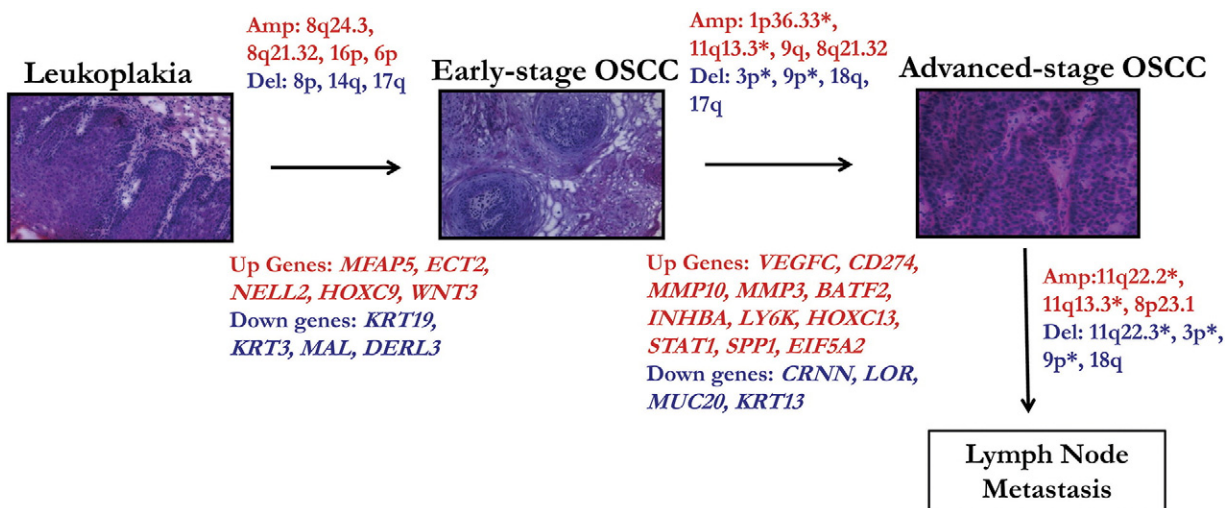 Leukoplakia
Amp: 8q24.3,
8q21.32, 16p, 6p
Del: 8p, 14q, 17q
Early-stage OSCC
Amp: 1p36.33*,
11q13.3*, 9q, 8q21.32
Del: 3p*, 9p*, 18q,
17q
Advanced-stage OSCC
Up Genes: MFAP5, ECT2,
NELL2, HOXC9, WNT3
Down genes: KRT19,
KRT3, MAL, DERL3
Up Genes: VEGFC, CD274,
MMP10, MMP3, BATF2,
INHBA, LY6K, HOXC13,
STAT1, SPP1, EIF5A2
Down genes: CRNN, LOR,
MUC20, KRT13
Amp:11q22.2*,
11q13.3*, 8p23.1
Del: 11q22.3*, 3p*,
9p*, 18q
Lymph Node
Metastasis